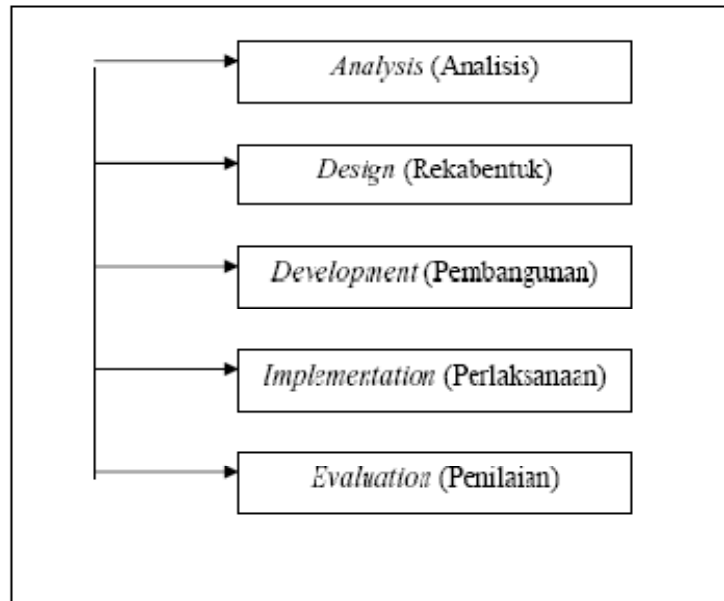 Analysis (Analisis)
Design (Rekabentuk)
Development (Pembangunan)
Implementation (Perlaksanaan)
Evaluation (Penilaian)